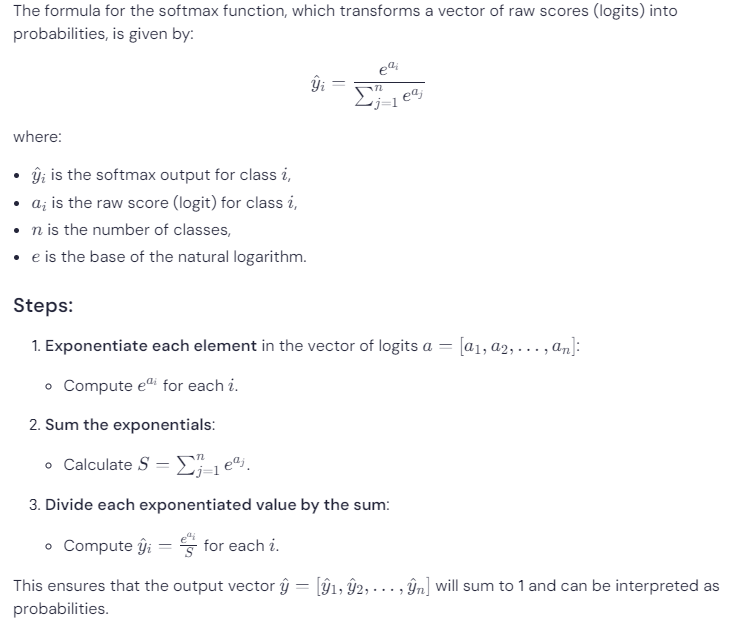 The formula for the softmax function, which transforms a vector of raw scores (logits) into
probabilities, is given by:
ŷᵢ = e^{aᵢ} / ∑ⁿⱼ₌₁ e^{aⱼ}
where:
• ŷᵢ is the softmax output for class i,
• aᵢ is the raw score (logit) for class i,
• n is the number of classes,
• e is the base of the natural logarithm.
Steps:
1. Exponentiate each element in the vector of logits a = [a₁, a₂, . . . , aₙ]:
◦ Compute e^{aᵢ} for each i.
2. Sum the exponentials:
◦ Calculate S = ∑ⁿⱼ₌₁ e^{aⱼ}.
3. Divide each exponentiated value by the sum:
◦ Compute ŷᵢ = e^{aᵢ} / S for each i.
This ensures that the output vector ŷ = [ŷ₁, ŷ₂, . . . , ŷₙ] will sum to 1 and can be interpreted as
probabilities.